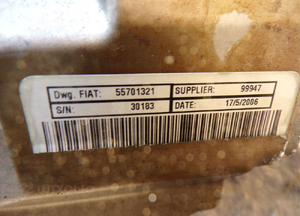 Dwg. FIAT: 55701321 SUPPLIER: 99947
S/N: 30183 DATE: 17/5/2006